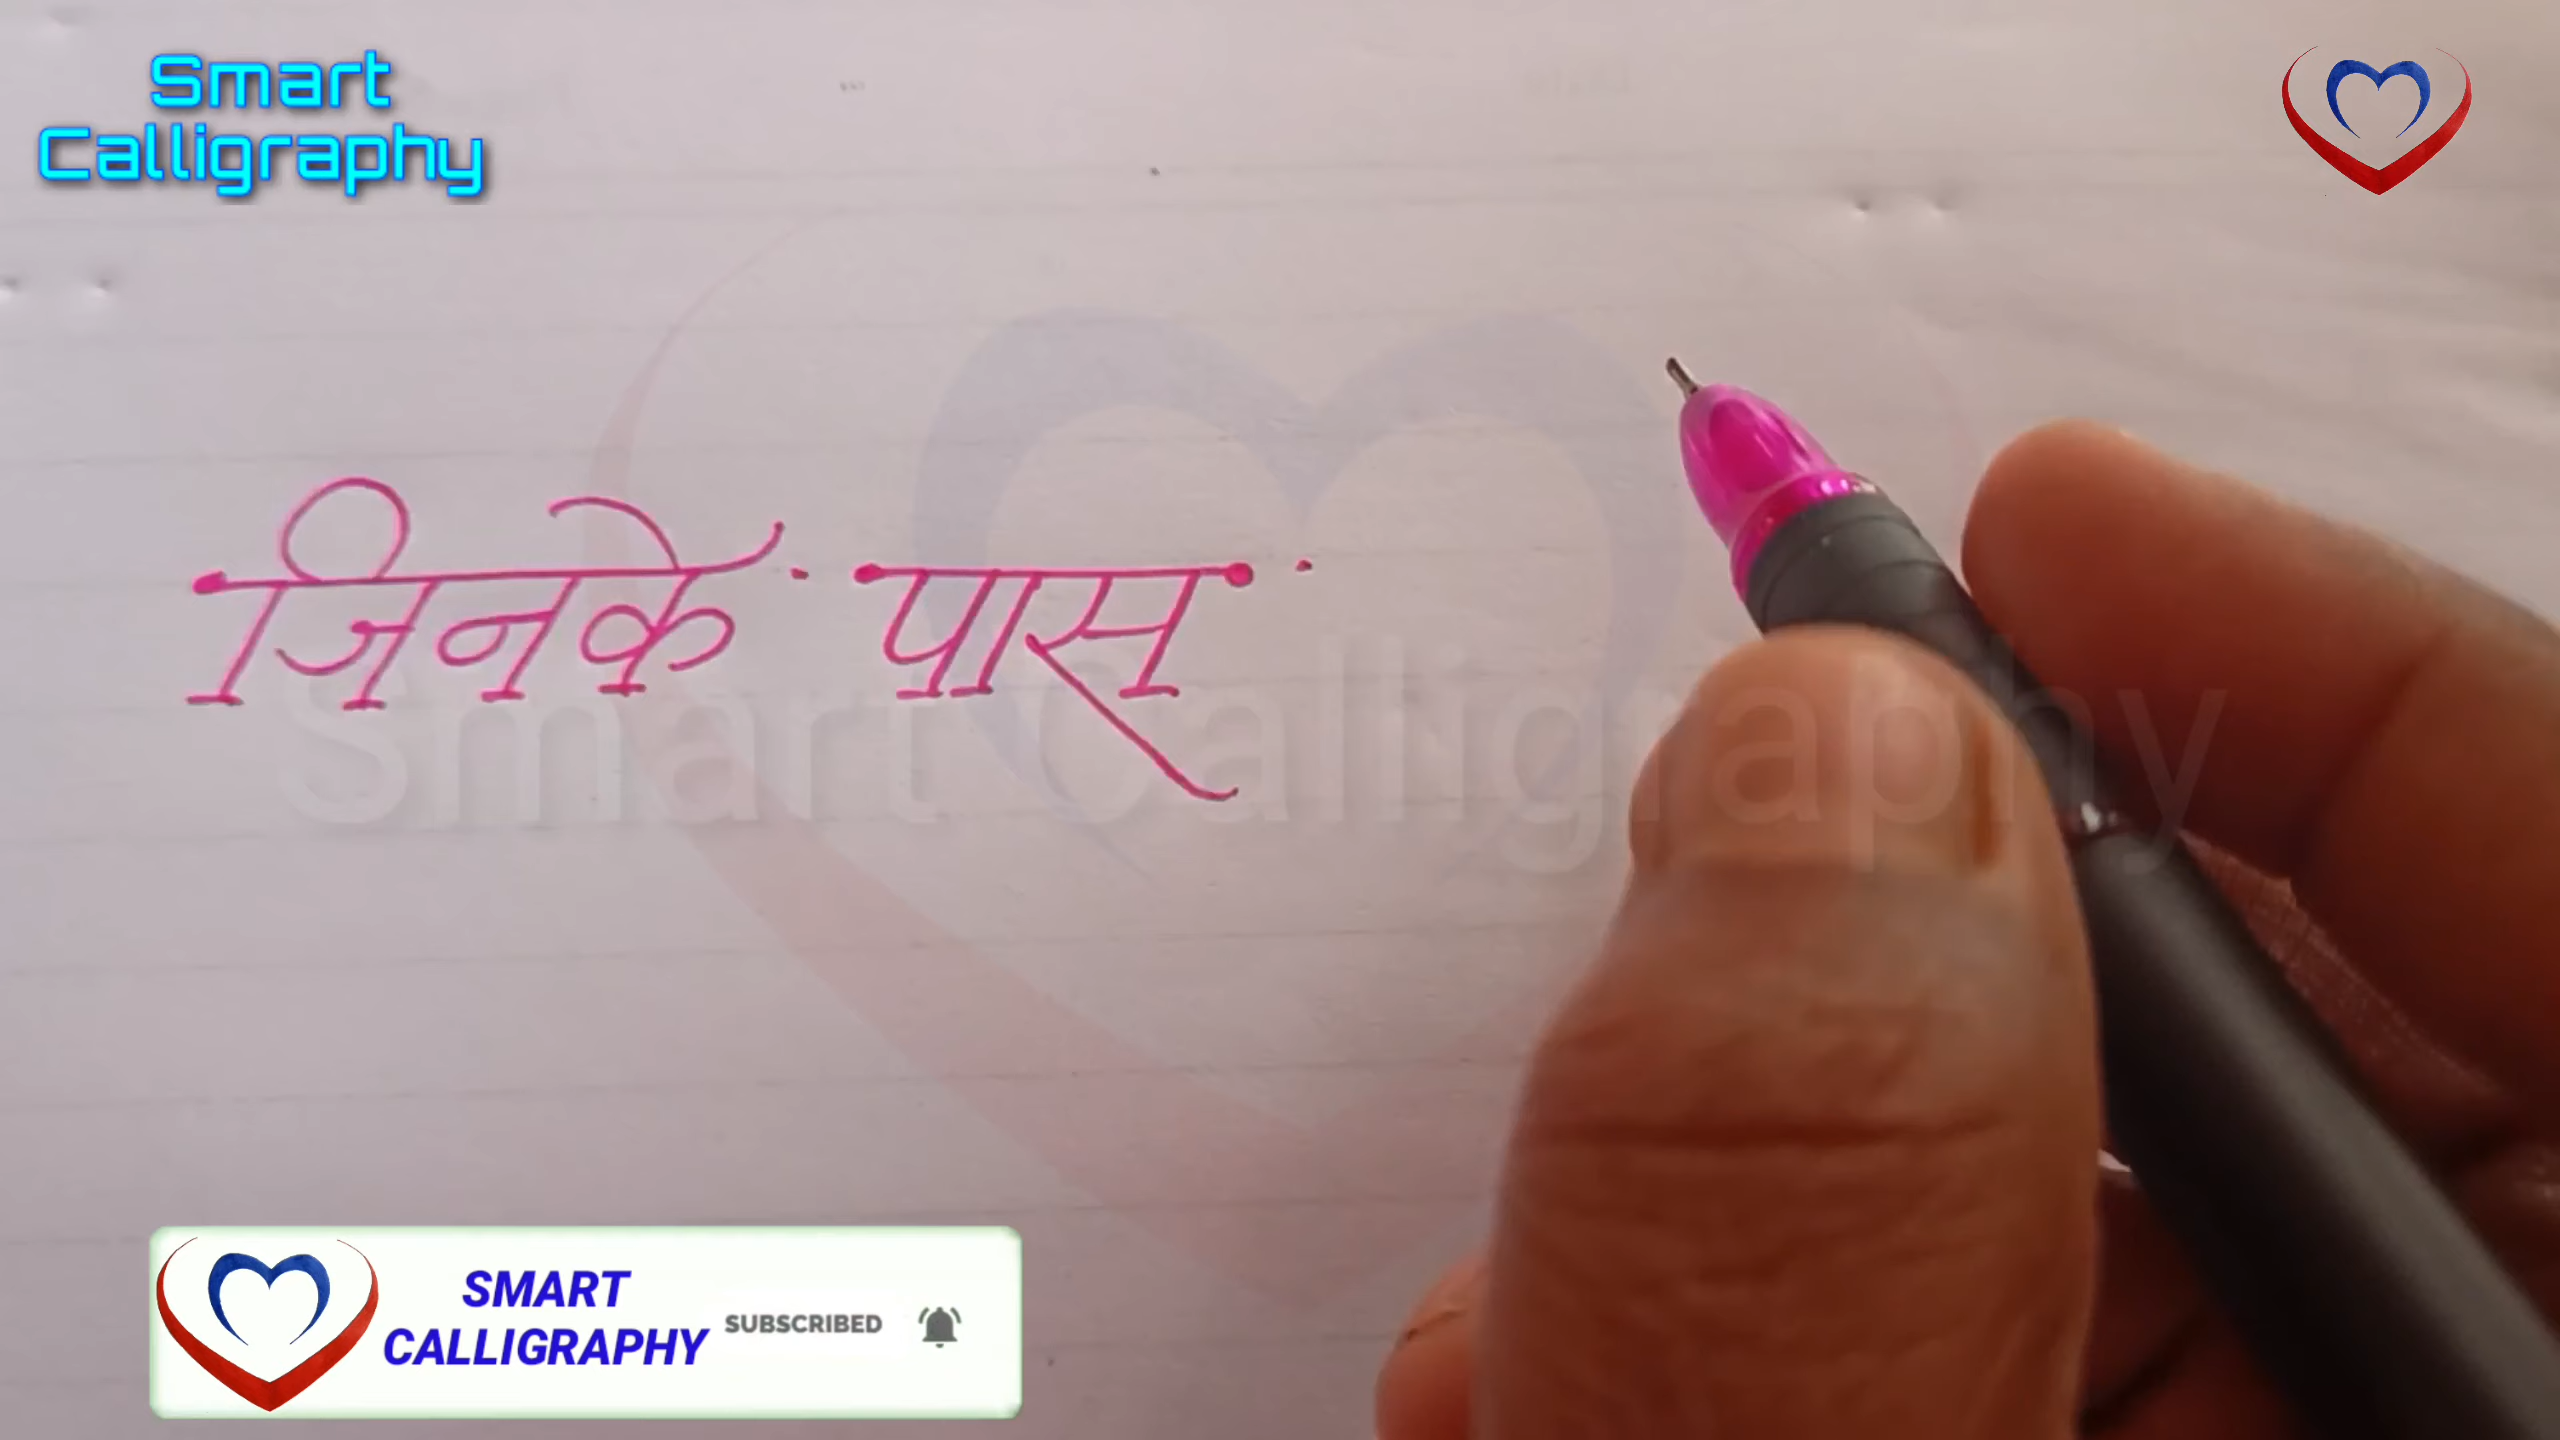 Smart
Calligraphy
जिनके पास
Smart Calligraphy
SMART
CALLIGRAPHY
SUBSCRIBED